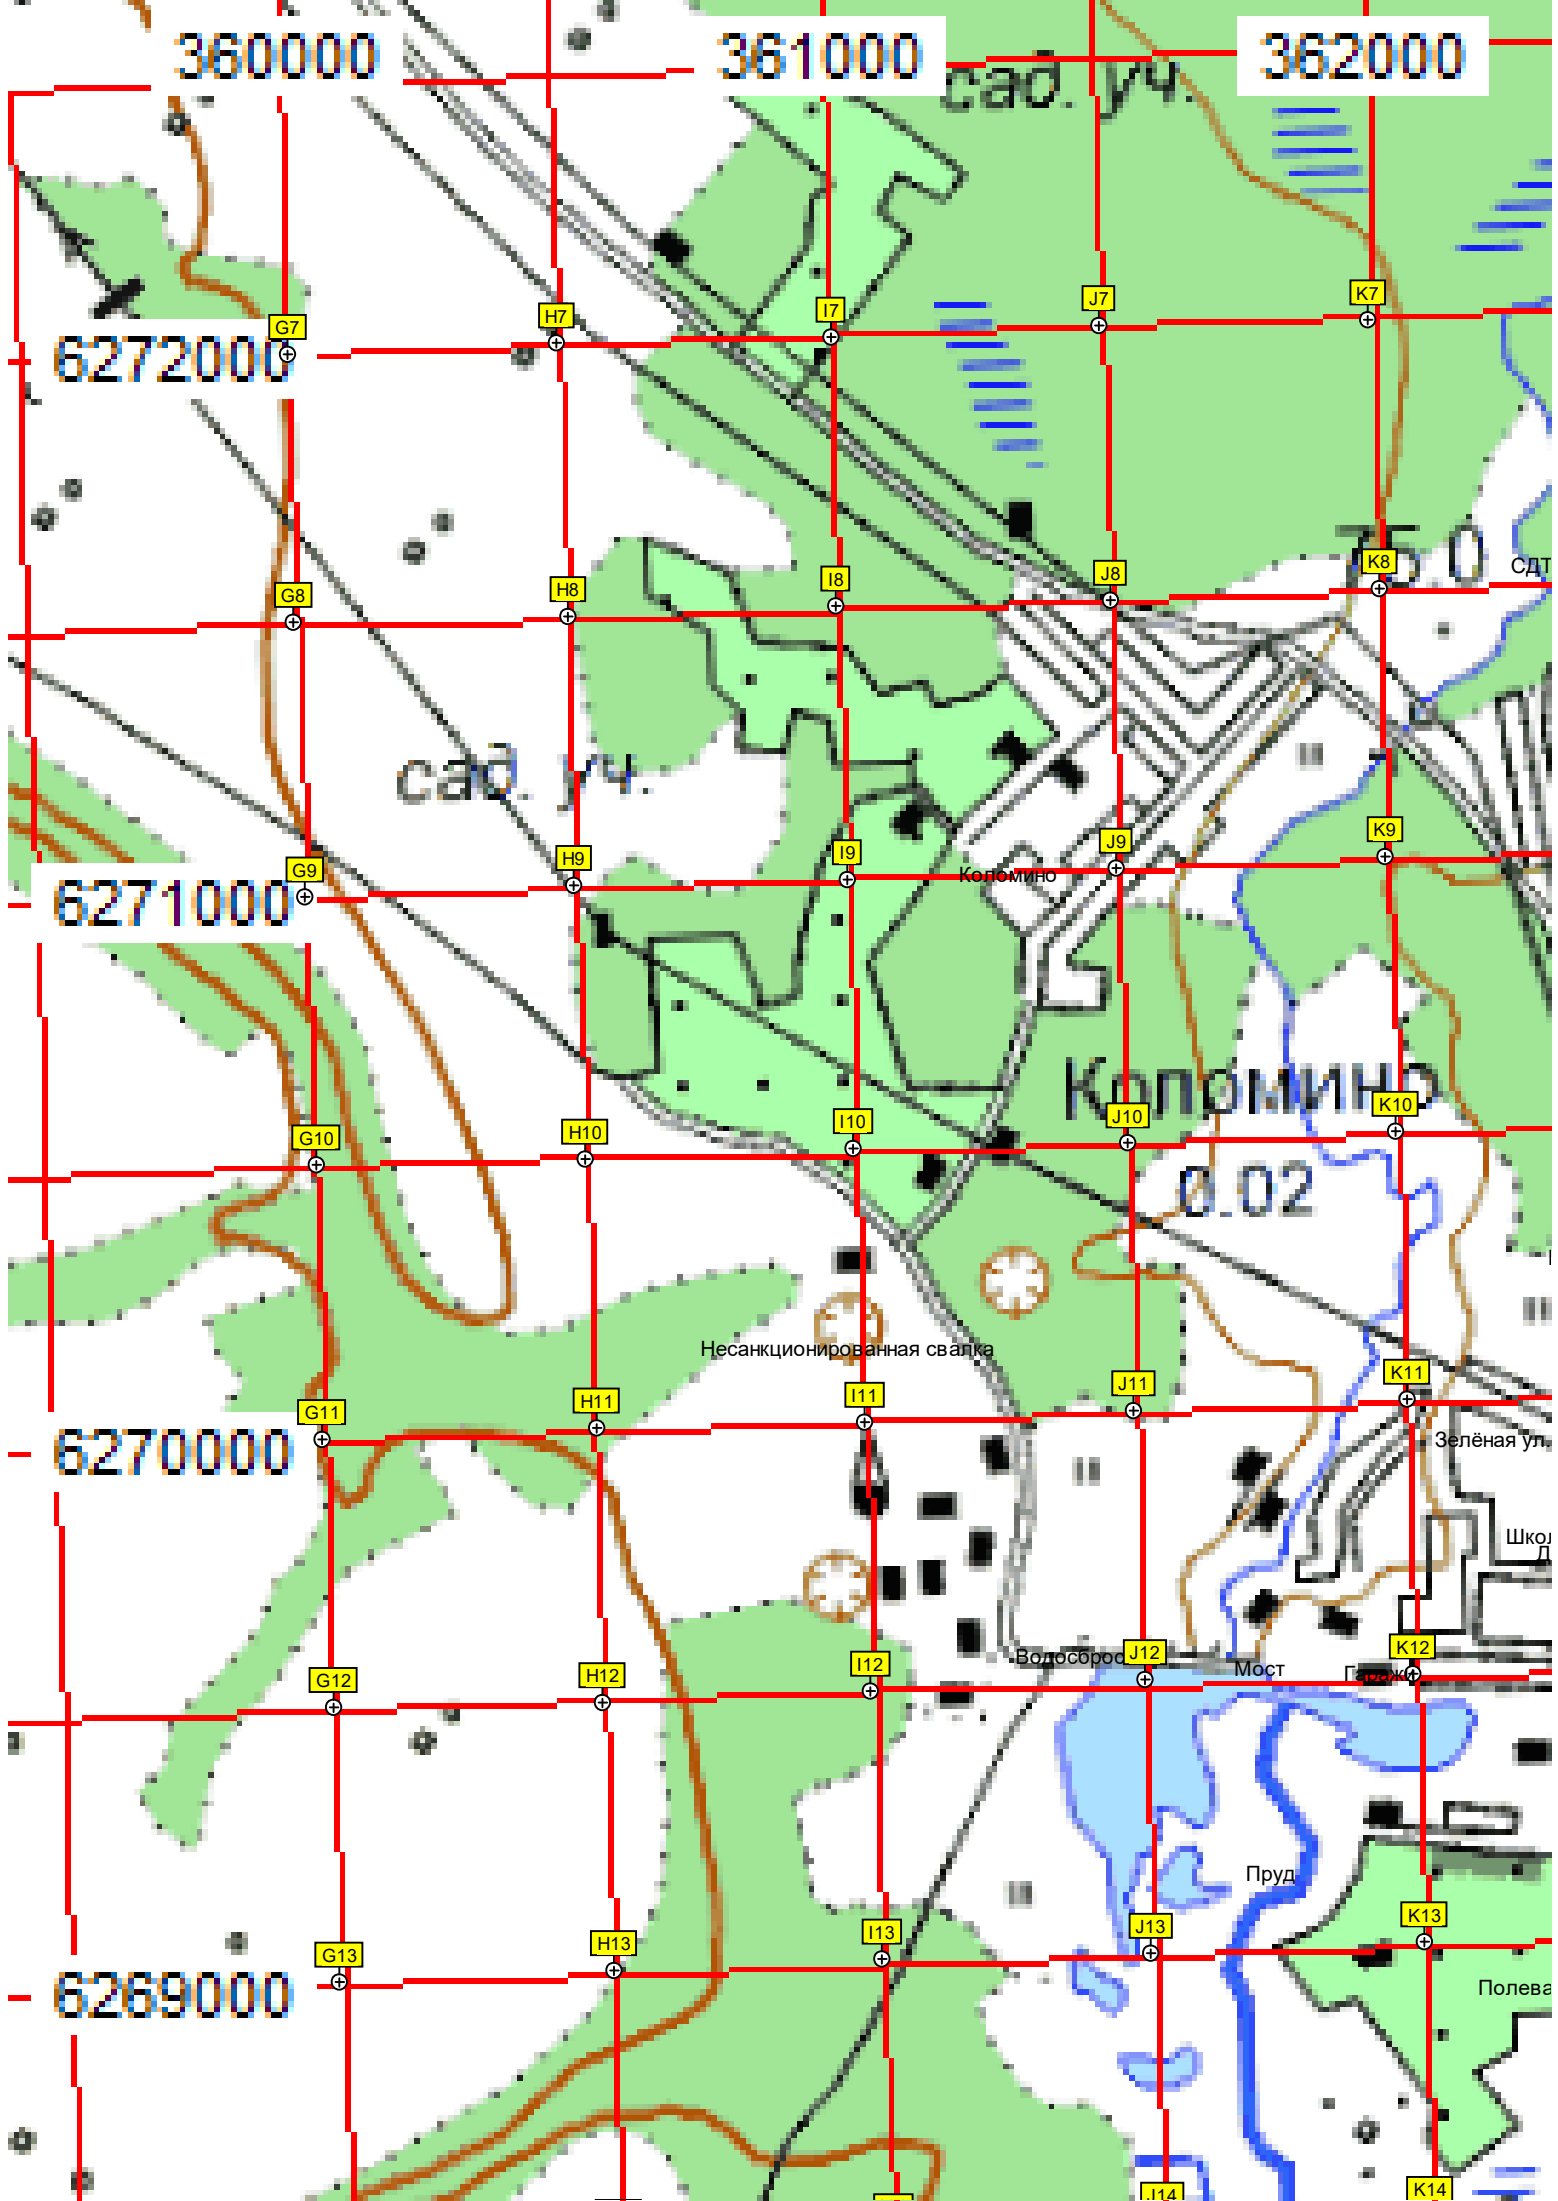 360000 361000 362000
сад. уч.
G7 H7 I7 J7 K7
6272000
G8 H8 I8 J8 K8
сад. уч.
G9 H9 I9 J9 K9
6271000
Коломино
Коломино
G10 H10 I10 J10 K10
0.02
Несанкционированная свалка
G11 H11 I11 J11 K11
6270000
Зелёная ул.
G12 H12 I12 J12 K12
Водосброс
Мост
Гаражи
Пруд
G13 H13 I13 J13 K13
6269000
J14 K14